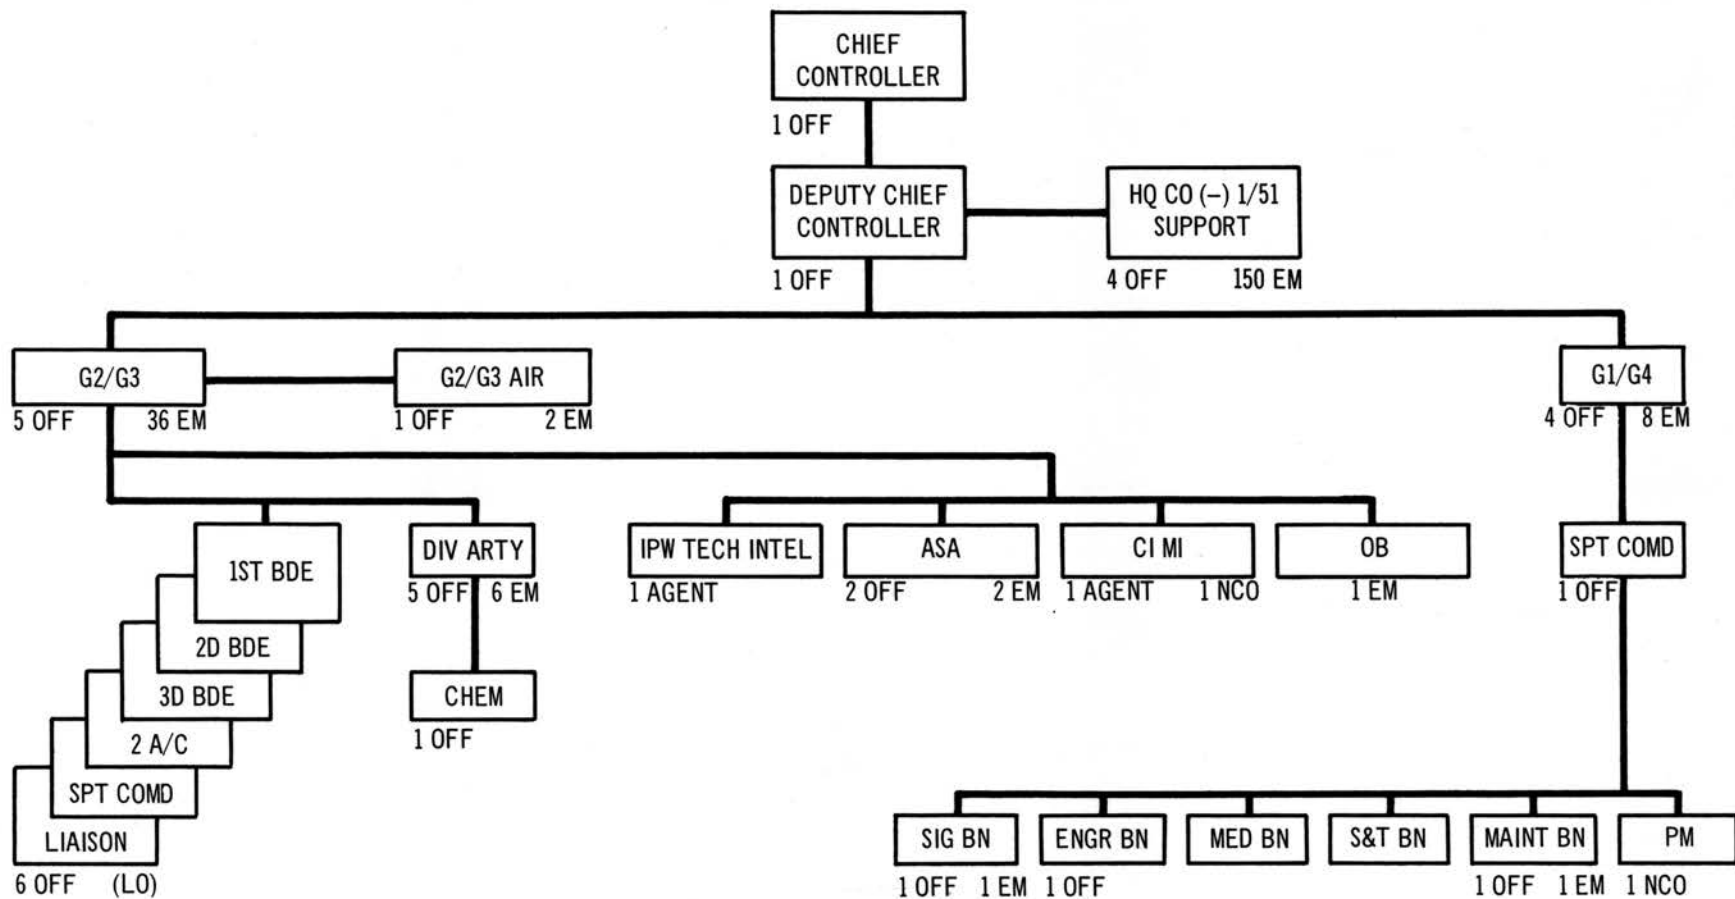 CHIEF
CONTROLLER
1 OFF
DEPUTY CHIEF
CONTROLLER
1 OFF
HQ CO (–) 1/51
SUPPORT
4 OFF 150 EM
G2/G3
5 OFF 36 EM
G2/G3 AIR
1 OFF 2 EM
G1/G4
4 OFF 8 EM
1ST BDE
2D BDE
3D BDE
2 A/C
SPT COMD
LIAISON
6 OFF (LO)
DIV ARTY
5 OFF 6 EM
CHEM
1 OFF
IPW TECH INTEL
1 AGENT
ASA
2 OFF 2 EM
CI MI
1 AGENT 1 NCO
OB
1 EM
SPT COMD
1 OFF
SIG BN
1 OFF 1 EM
ENGR BN
1 OFF
MED BN
S&T BN
MAINT BN
1 OFF 1 EM
PM
1 NCO